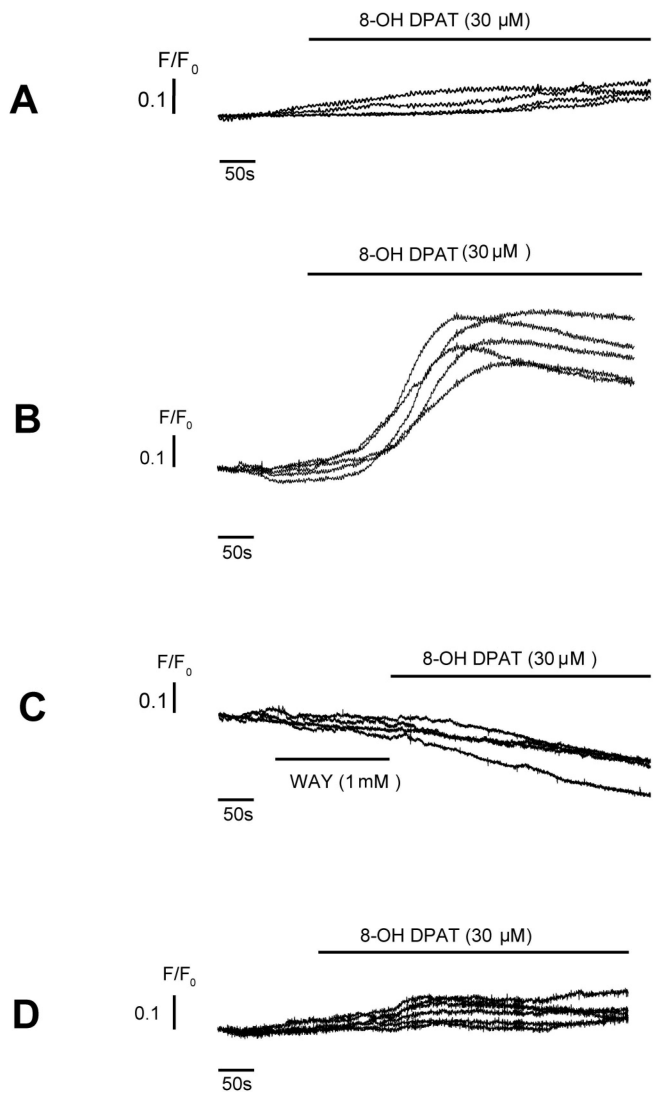 8-OH DPAT (30 µM)
F/F0
A
0.1
50s
8-OH DPAT (30 µM )
F/F0
B
0.1
50s
8-OH DPAT (30 µM )
F/F0
C
0.1
WAY (1 mM )
50s
8-OH DPAT (30 µM)
F/F0
D
0.1
50s